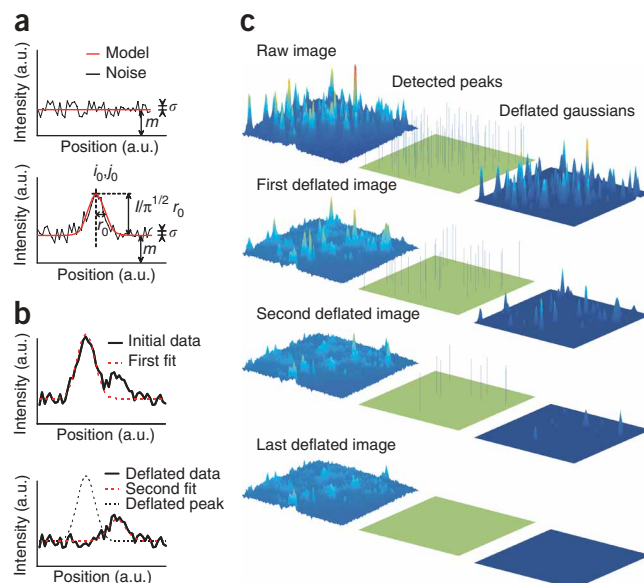 a
Model
Noise
Intensity (a.u.)
σ
m
Position (a.u.)
i0,j0
Intensity (a.u.)
I/π1/2 r0
r0
σ
m
Position (a.u.)
b
Intensity (a.u.)
Initial data
First fit
Position (a.u.)
Intensity (a.u.)
Deflated data
Second fit
Deflated peak
Position (a.u.)
c
Raw image
Detected peaks
Deflated gaussians
First deflated image
Second deflated image
Last deflated image